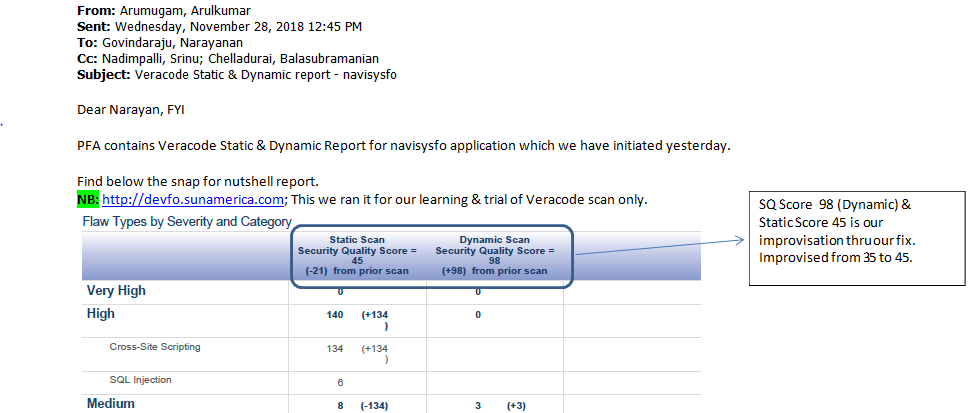 From: Arumugam, Arulkumar
Sent: Wednesday, November 28, 2018 12:45 PM
To: Govindaraju, Narayanan
Cc: Nadimpalli, Srinu; Chelladurai, Balasubramanian
Subject: Veracode Static & Dynamic report - navisysfo
Dear Narayan, FYI
PFA contains Veracode Static & Dynamic Report for navisysfo application which we have initiated yesterday.
Find below the snap for nutshell report.
NB: http://devfo.sunamerica.com; This we ran it for our learning & trial of Veracode scan only.
SQ Score 98 (Dynamic) &
Static Score 45 is our
improvisation thru our fix.
Improvised from 35 to 45.
Flaw Types by Severity and Category
Static Scan
Security Quality Score =
45
(-21) from prior scan
Dynamic Scan
Security Quality Score =
98
(+98) from prior scan
Very High 0 0
High 140 (+134 0
)
Cross-Site Scripting 134 (+134
)
SQL Injection 6
Medium 8 (-134) 3 (+3)